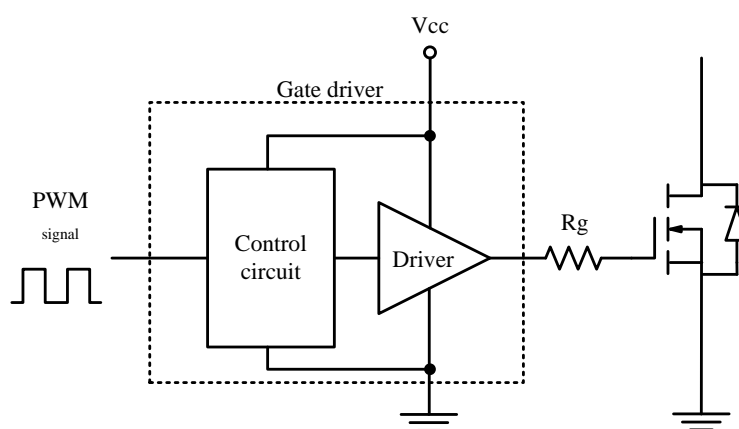 Vcc
Gate driver
PWM
signal
Control
circuit
Driver
Rg